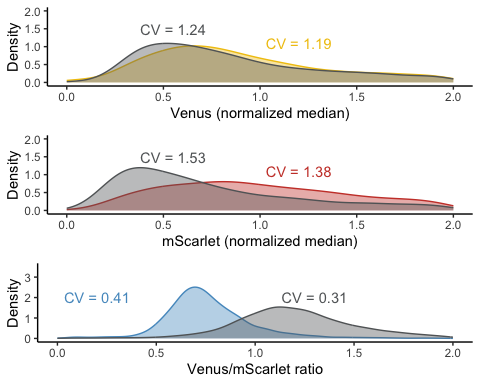 2.0
1.5
1.0
0.5
0.0
Density
CV = 1.24
CV = 1.19
0.0 0.5 1.0 1.5 2.0
Venus (normalized median)
2.0
1.5
1.0
0.5
0.0
Density
CV = 1.53
CV = 1.38
0.0 0.5 1.0 1.5 2.0
mScarlet (normalized median)
3
2
1
0
Density
CV = 0.41
CV = 0.31
0.0 0.5 1.0 1.5 2.0
Venus/mScarlet ratio